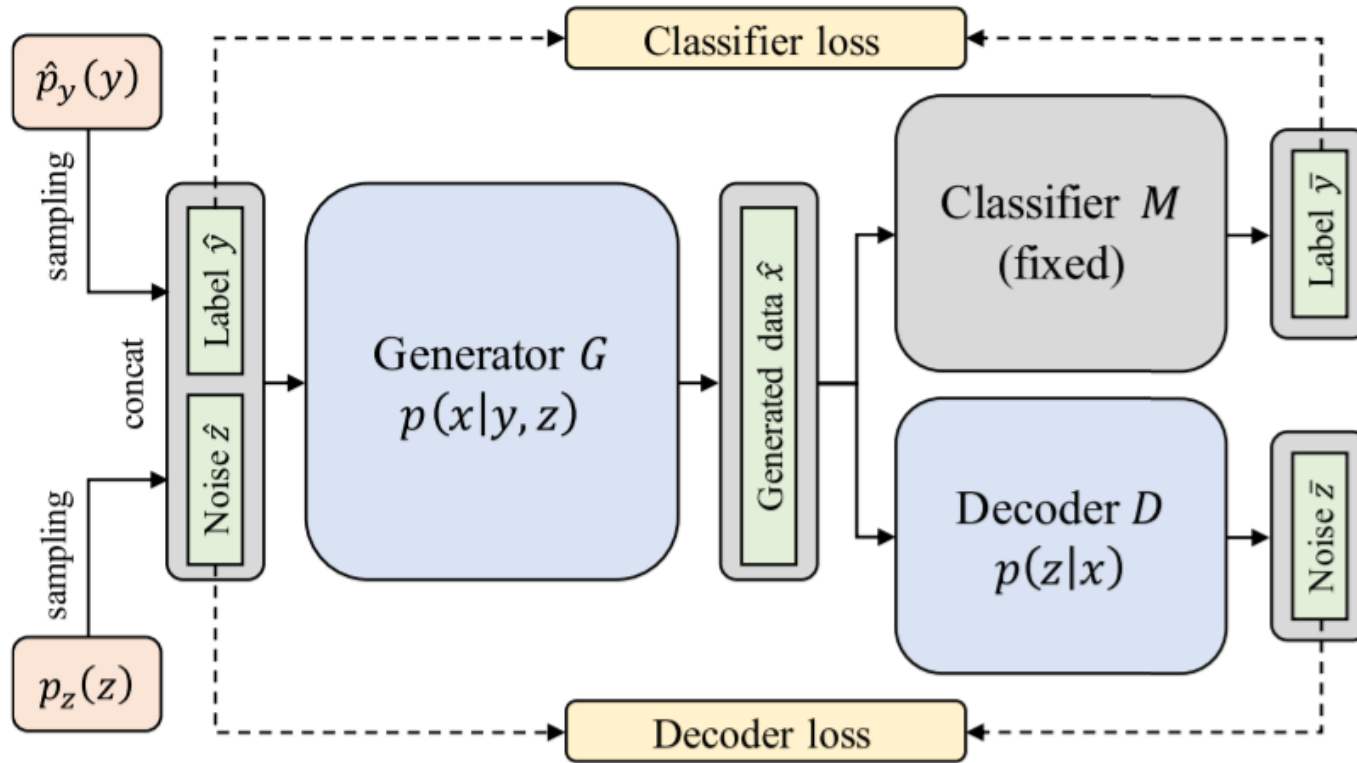 Classifier loss
p̂_y(y)
sampling
concat
sampling
p_z(z)
Label ŷ
Noise ẑ
Generator G
p(x|y, z)
Generated data x̂
Classifier M
(fixed)
Label ȳ
Decoder D
p(z|x)
Noise z̄
Decoder loss